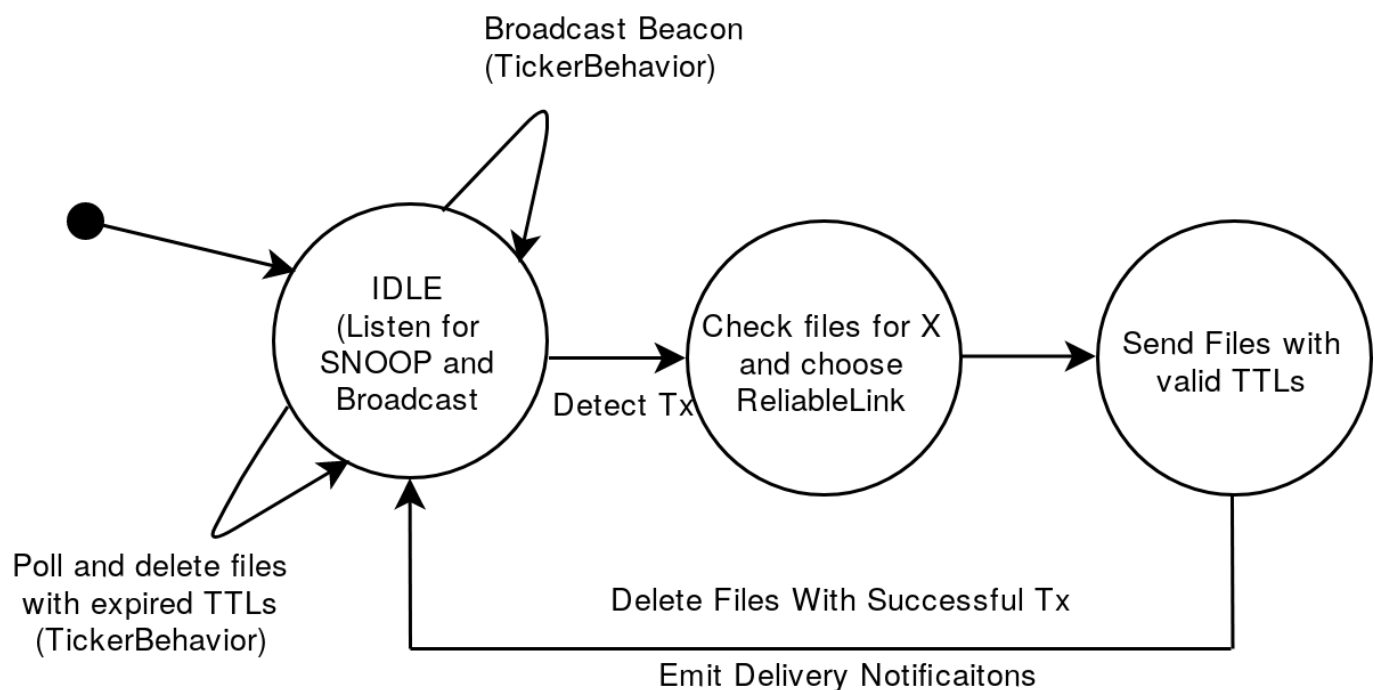 Broadcast Beacon
(TickerBehavior)
IDLE
(Listen for
SNOOP and
Broadcast
Detect Tx
Check files for X
and choose
ReliableLink
Send Files with
valid TTLs
Poll and delete files
with expired TTLs
(TickerBehavior)
Delete Files With Successful Tx
Emit Delivery Notificaitons